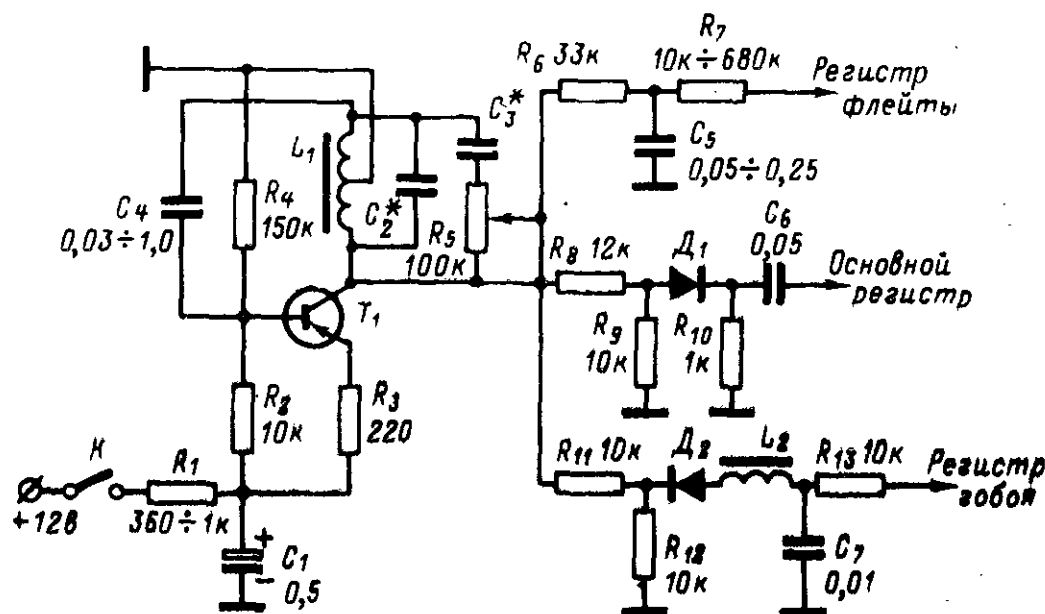 R6 33к
R7
10к÷680к
Регистр
флейты
C5
0,05÷0,25
C3*
L1
C2*
R4
150к
C4
0,03÷1,0
R5
100к
C6
0,05
R8 12к
Д1
Основной
регистр
T1
R9
10к
R10
1к
R2
10к
R3
220
К
R1
+12в
360÷1к
+
-
C1
0,5
R11 10к
Д2
L2
R13 10к
Регистр
гобоя
R12
10к
C7
0,01